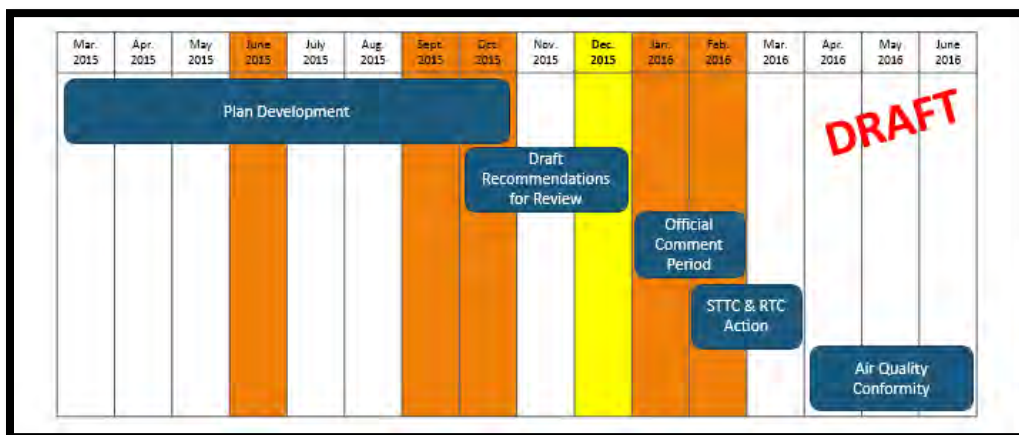 Mar. Apr. May June July Aug. Sept. Oct. Nov. Dec. Jan. Feb. Mar. Apr. May June
2015 2015 2015 2015 2015 2015 2015 2015 2015 2015 2016 2016 2016 2016 2016 2016
Plan Development
DRAFT
Draft
Recommendations
for Review
Official
Comment
Period
STTC & RTC
Action
Air Quality
Conformity